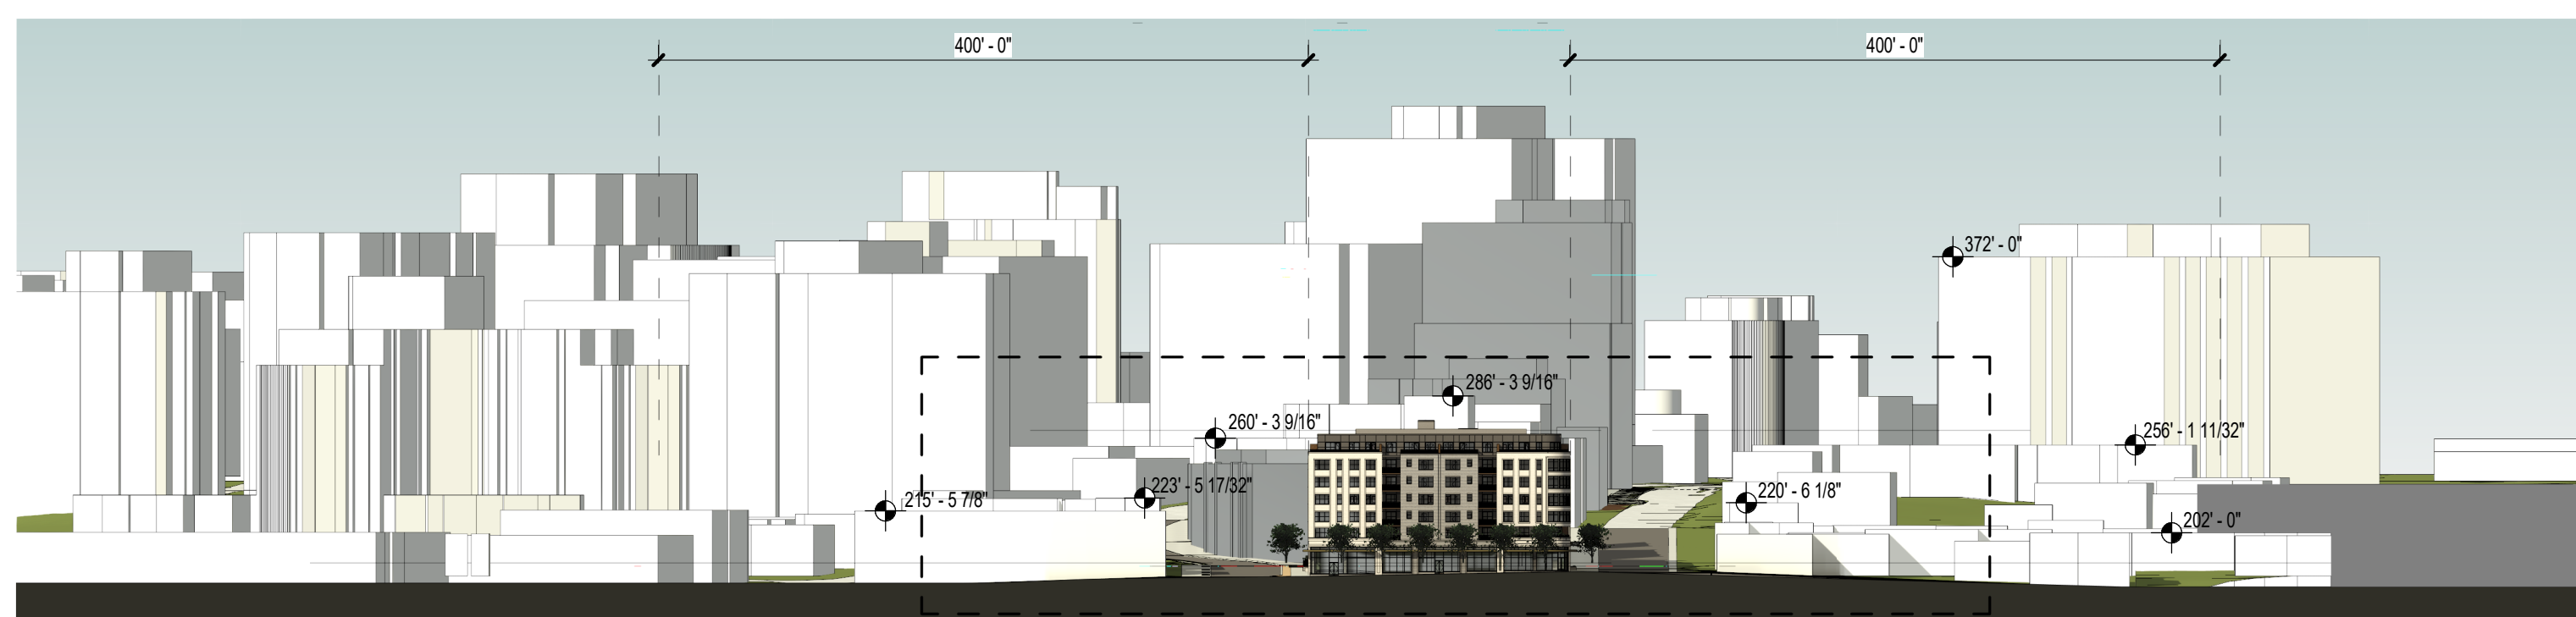 400' - 0"
400' - 0"
372' - 0"
286' - 3 9/16"
260' - 3 9/16"
256' - 1 11/32"
223' - 5 17/32"
215' - 5 7/8"
220' - 6 1/8"
202' - 0"